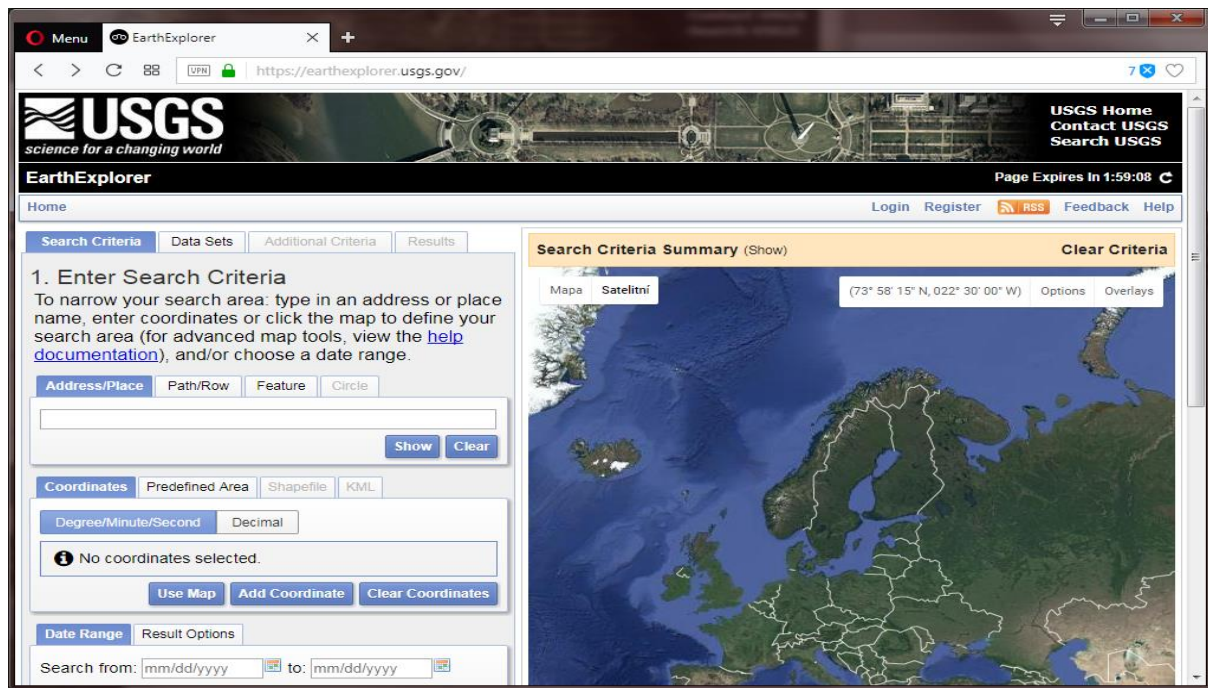 Menu EarthExplorer
VPN https://earthexplorer.usgs.gov/ 7
USGS
science for a changing world
USGS Home
Contact USGS
Search USGS
EarthExplorer Page Expires In 1:59:08
Home Login Register RSS Feedback Help
Search Criteria Data Sets Additional Criteria Results
Search Criteria Summary (Show) Clear Criteria
1. Enter Search Criteria
To narrow your search area: type in an address or place
name, enter coordinates or click the map to define your
search area (for advanced map tools, view the help
documentation), and/or choose a date range.
Address/Place Path/Row Feature Circle
Show Clear
Coordinates Predefined Area Shapefile KML
Degree/Minute/Second Decimal
No coordinates selected.
Use Map Add Coordinate Clear Coordinates
Date Range Result Options
Search from: mm/dd/yyyy to: mm/dd/yyyy
Mapa Satelitní (73° 58' 15" N, 022° 30' 00" W) Options Overlays